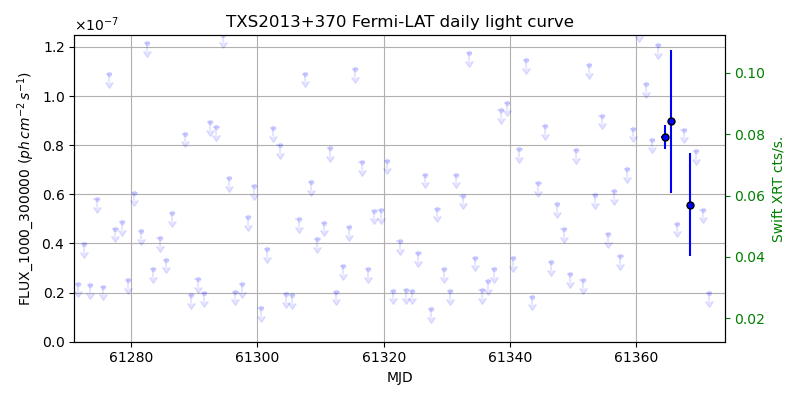 TXS2013+370 Fermi-LAT daily light curve
×10⁻⁷
1.2
1.0
0.8
0.6
0.4
0.2
0.0
FLUX_1000_300000 (ph cm⁻² s⁻¹)
0.10
0.08
0.06
0.04
0.02
Swift XRT cts/s.
61280 61300 61320 61340 61360
MJD